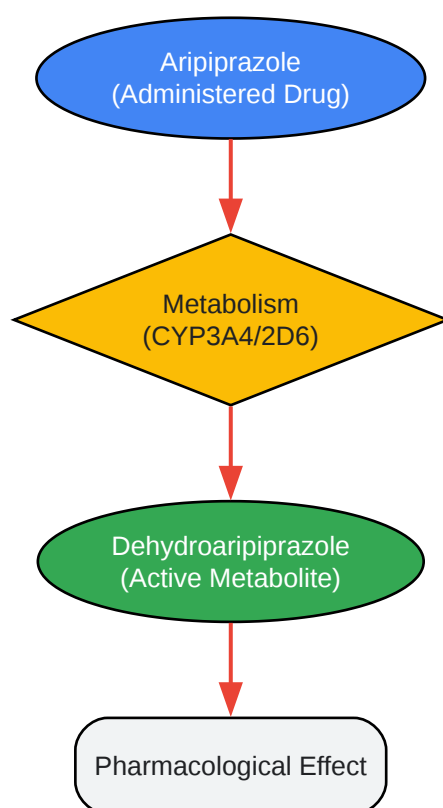 Aripiprazole
(Administered Drug)
Metabolism
(CYP3A4/2D6)
Dehydroaripiprazole
(Active Metabolite)
Pharmacological Effect